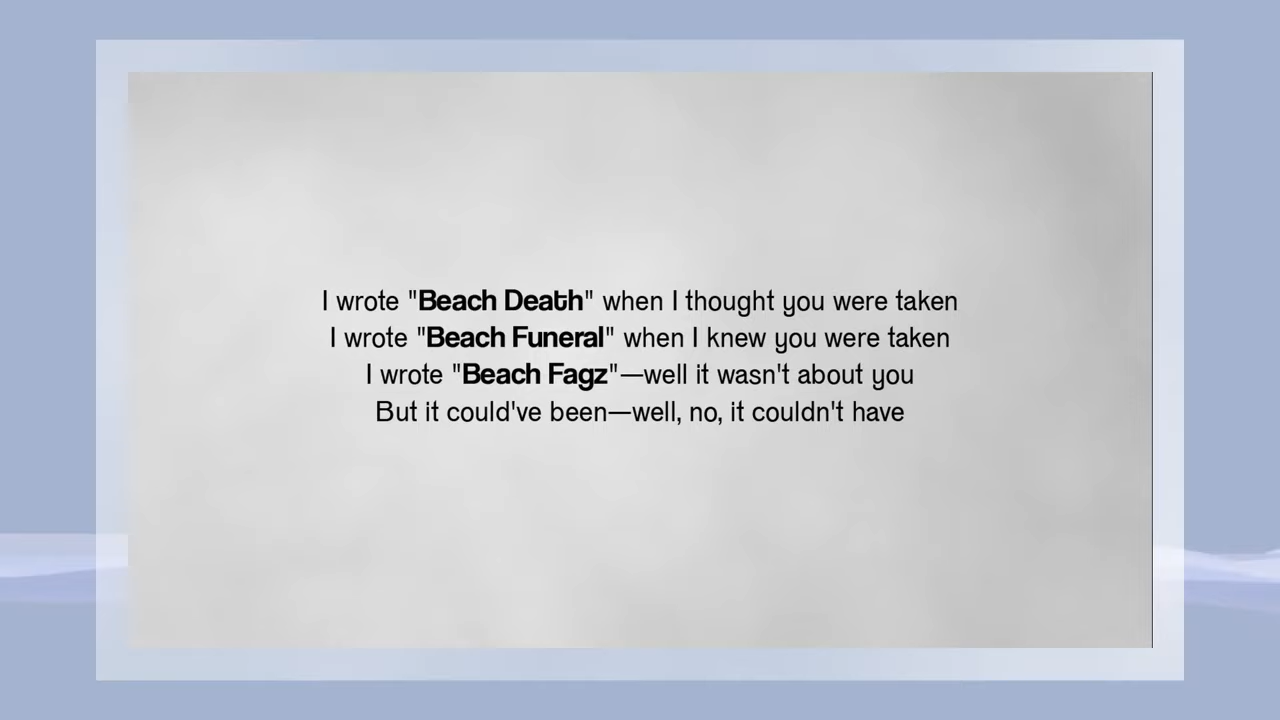 I wrote "Beach Death" when I thought you were taken
I wrote "Beach Funeral" when I knew you were taken
I wrote "Beach Fagz"—well it wasn't about you
But it could've been—well, no, it couldn't have